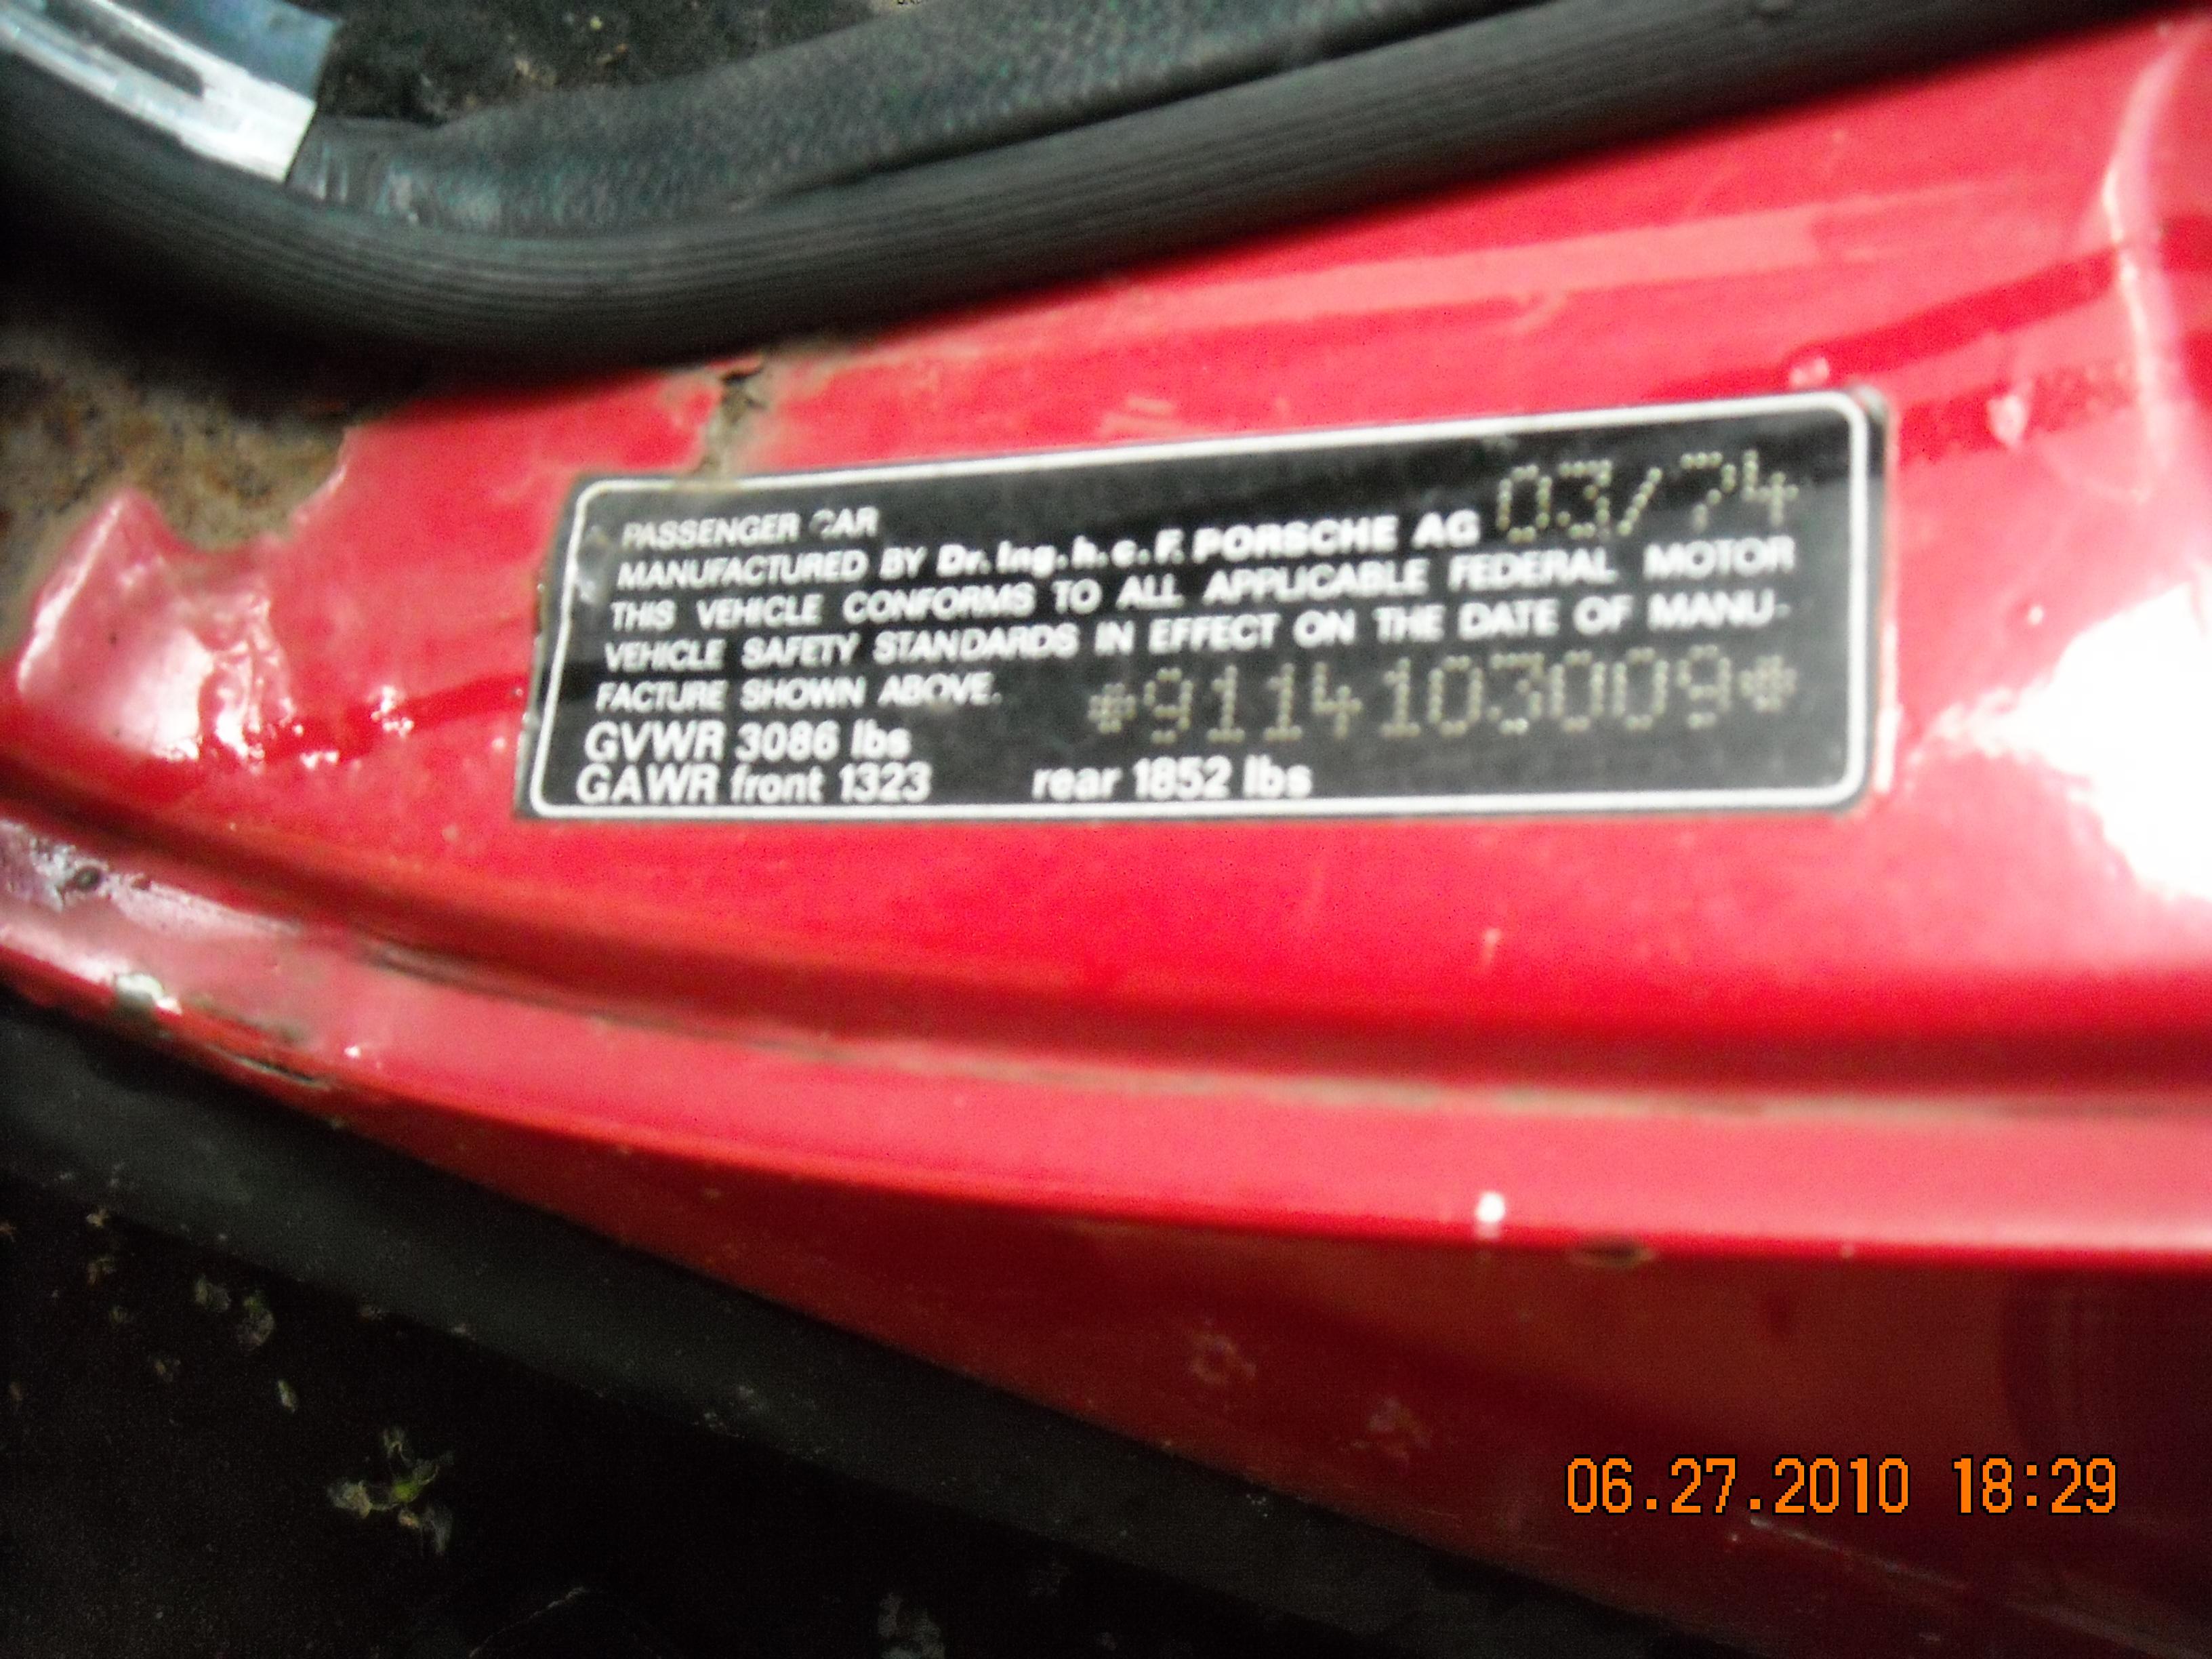 PASSENGER CAR
MANUFACTURED BY Dr. Ing. h. c. F. PORSCHE AG 03/74
THIS VEHICLE CONFORMS TO ALL APPLICABLE FEDERAL MOTOR
VEHICLE SAFETY STANDARDS IN EFFECT ON THE DATE OF MANU-
FACTURE SHOWN ABOVE. *9114103009*
GVWR 3086 lbs
GAWR front 1323 rear 1852 lbs
06.27.2010 18:29